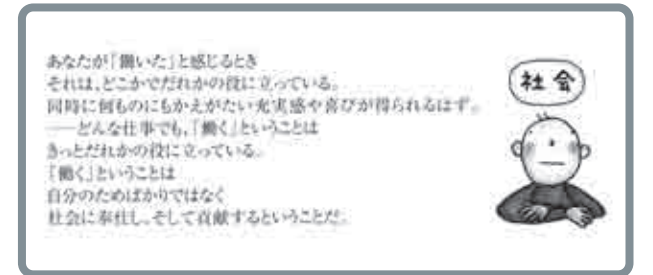 あなたが「働いた」と感じるとき
それは、どこかでだれかの役に立っている。
同時に何ものにもかえがたい充実感や喜びが得られるはず。
――どんな仕事でも、「働く」ということは
きっとだれかの役に立っている。
「働く」ということは
自分のためばかりではなく
社会に奉仕し、そして貢献するということだ。
社会